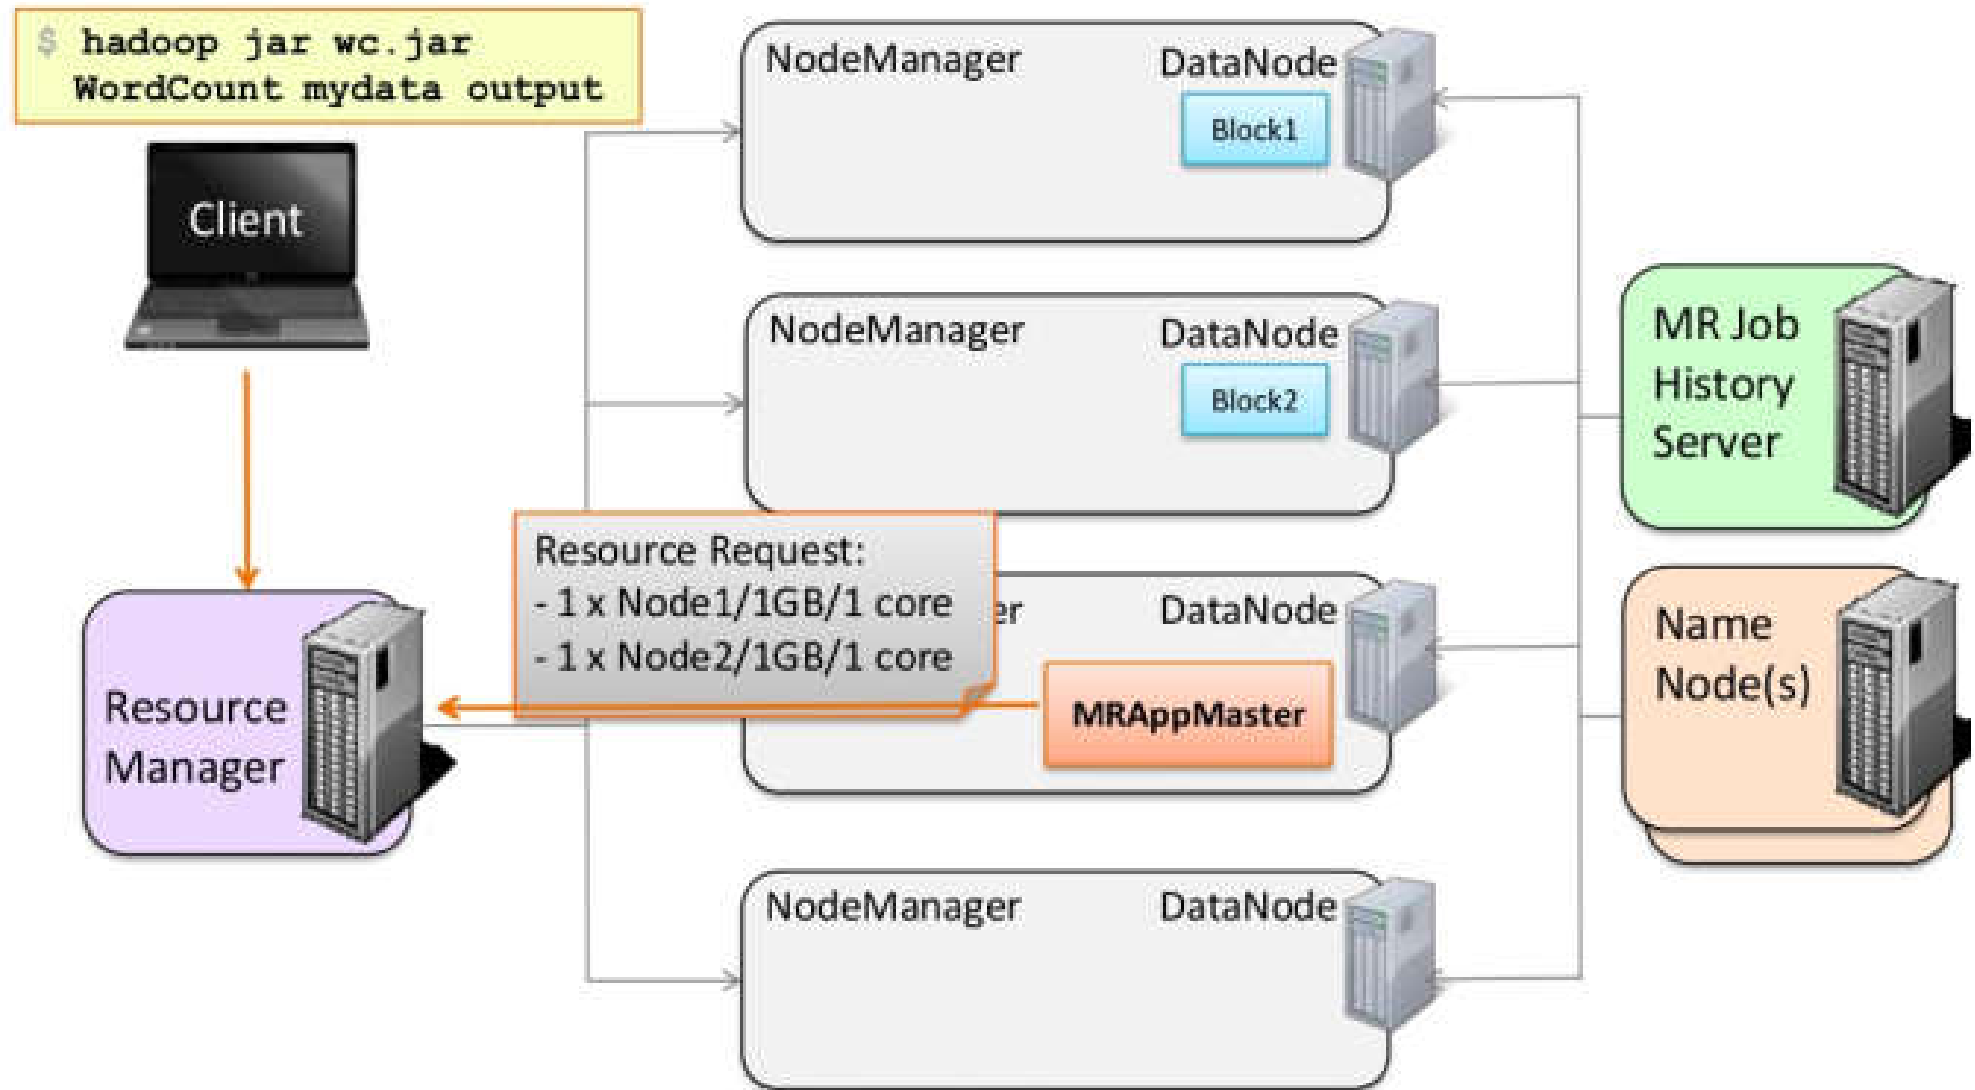 $ hadoop jar wc.jar
WordCount mydata output
Client
Resource
Manager
NodeManager
DataNode
Block1
NodeManager
DataNode
Block2
Resource Request:
- 1 x Node1/1GB/1 core
- 1 x Node2/1GB/1 core
er
DataNode
MRAppMaster
NodeManager
DataNode
MR Job
History
Server
Name
Node(s)